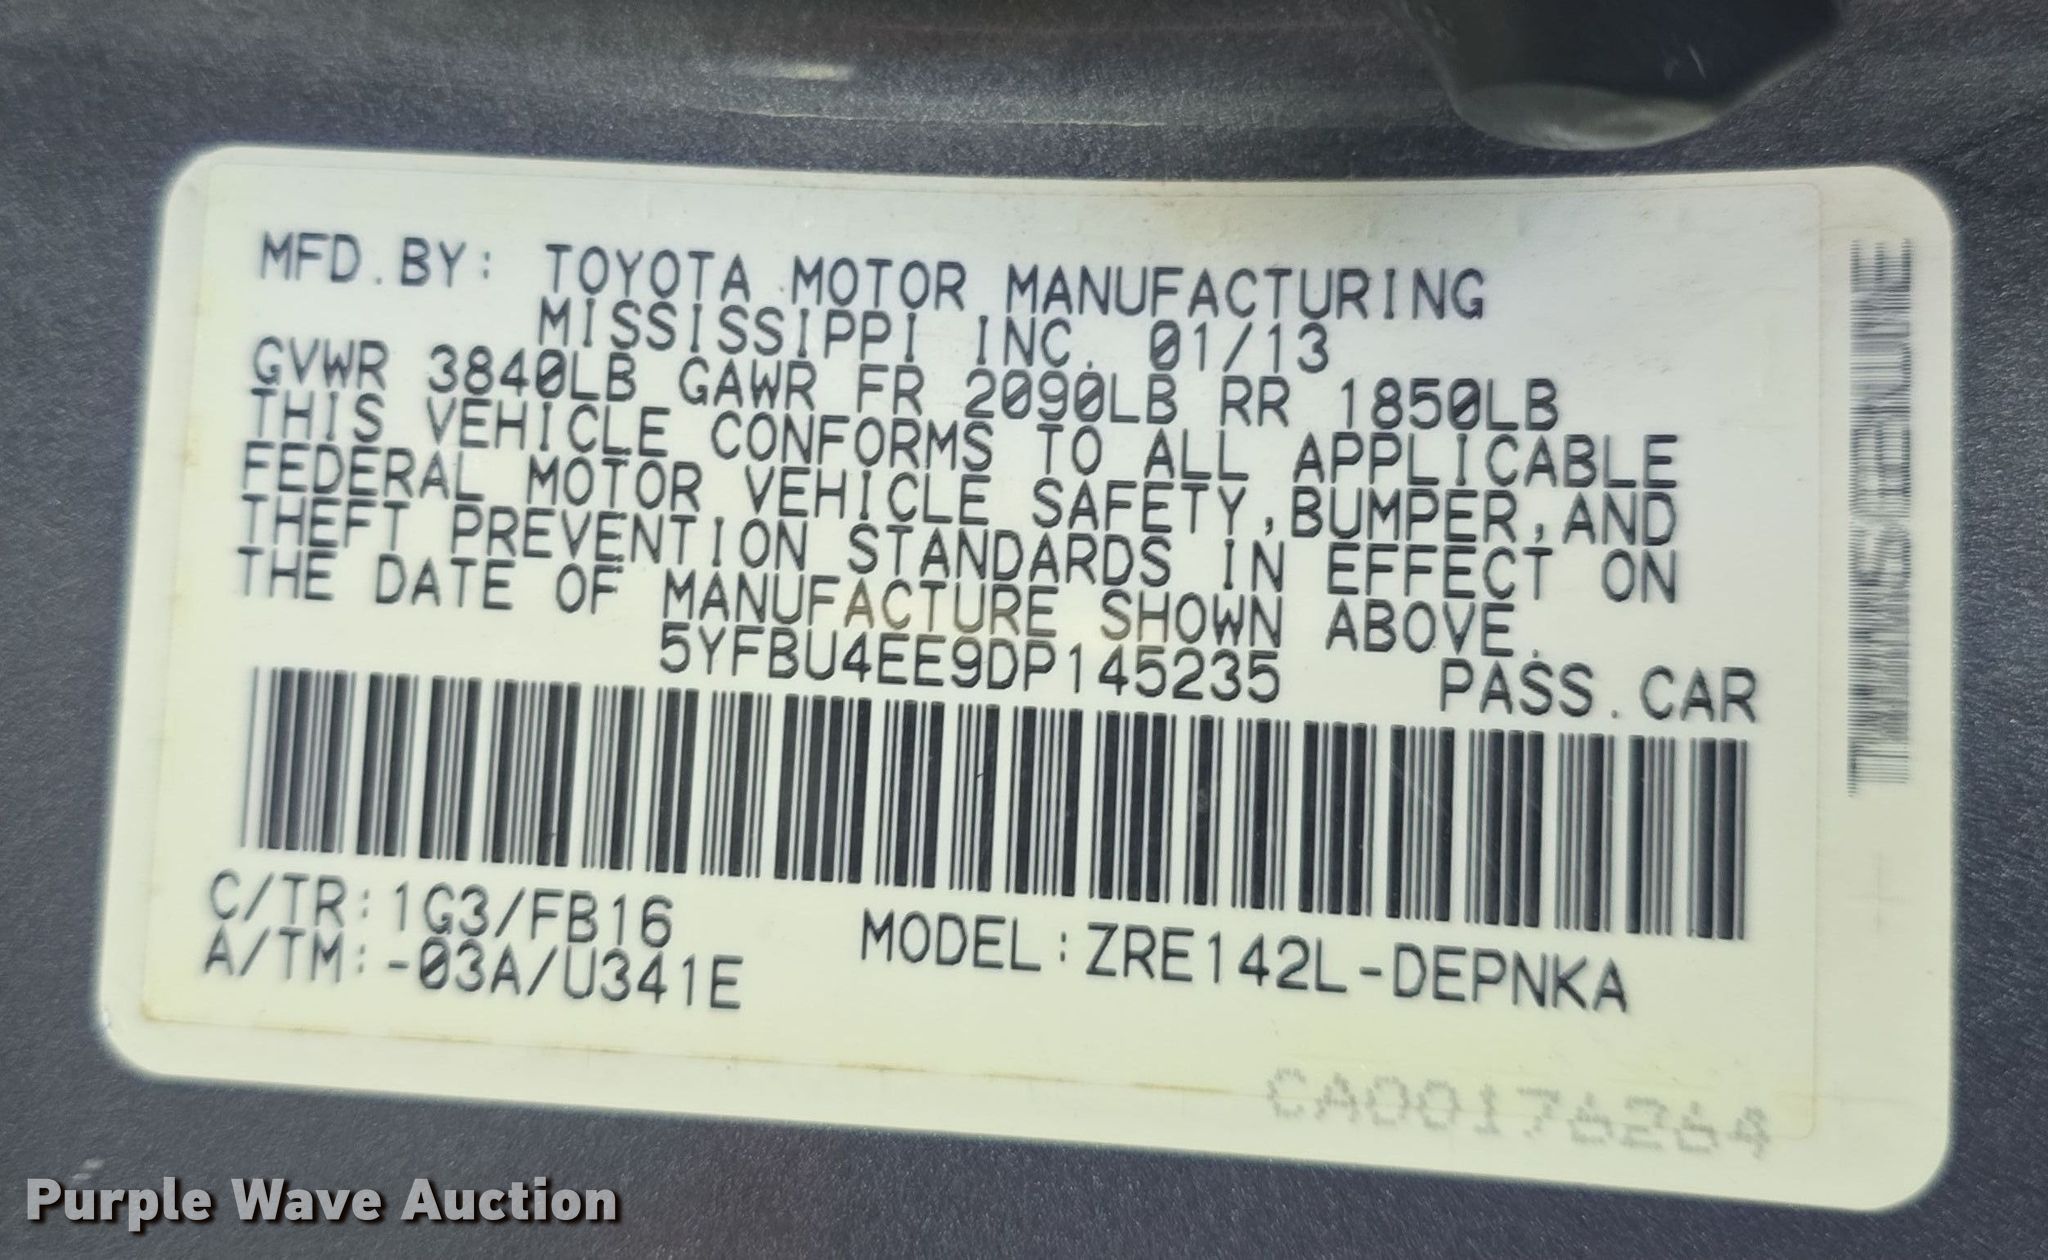 MFD.BY: TOYOTA MOTOR MANUFACTURING
MISSISSIPPI INC. 01/13
GVWR 3840LB GAWR FR 2090LB RR 1850LB
THIS VEHICLE CONFORMS TO ALL APPLICABLE
FEDERAL MOTOR VEHICLE SAFETY,BUMPER,AND
THEFT PREVENTION STANDARDS IN EFFECT ON
THE DATE OF MANUFACTURE SHOWN ABOVE.
5YFBU4EE9DP145235 PASS.CAR
C/TR:1G3/FB16
A/TM:-03A/U341E
MODEL:ZRE142L-DEPNKA
CA00176264
Purple Wave Auction